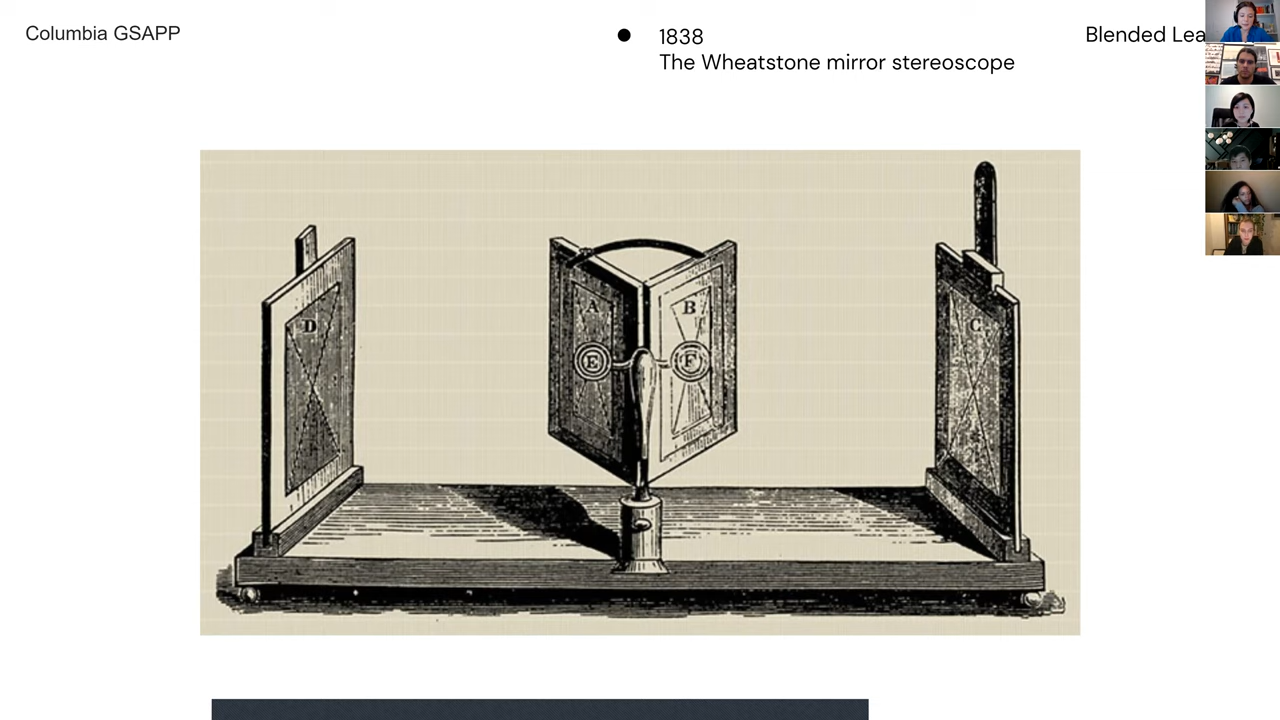 Columbia GSAPP
1838
The Wheatstone mirror stereoscope
Blended Lea
D
A
B
C
E
F